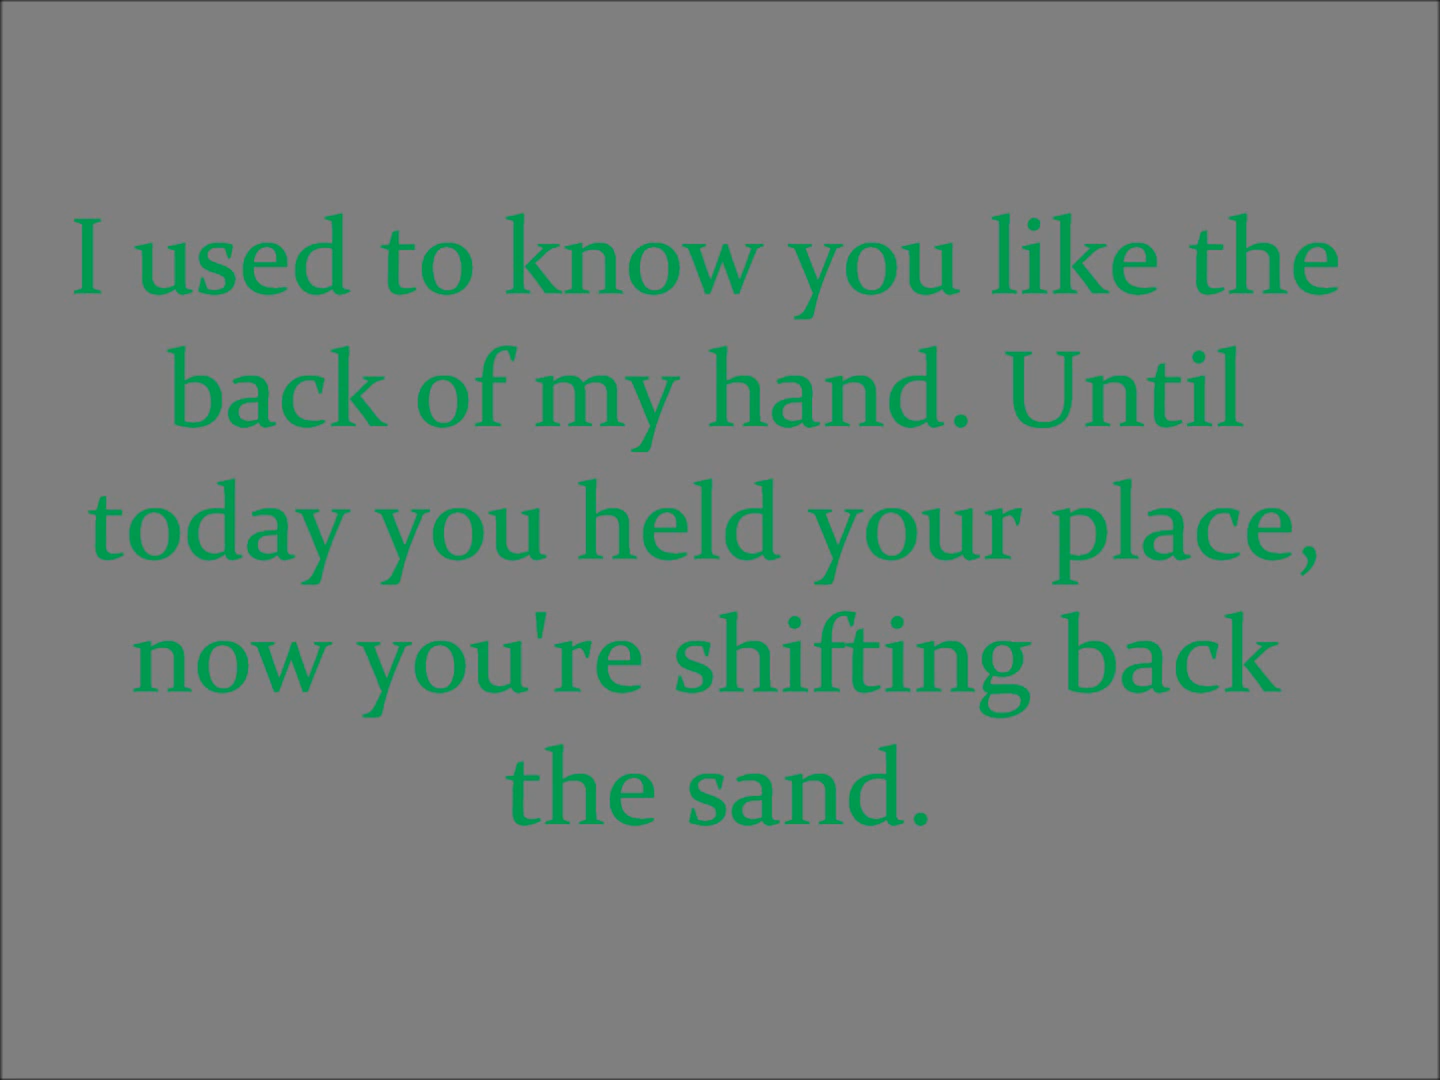 I used to know you like the
back of my hand. Until
today you held your place,
now you're shifting back
the sand.